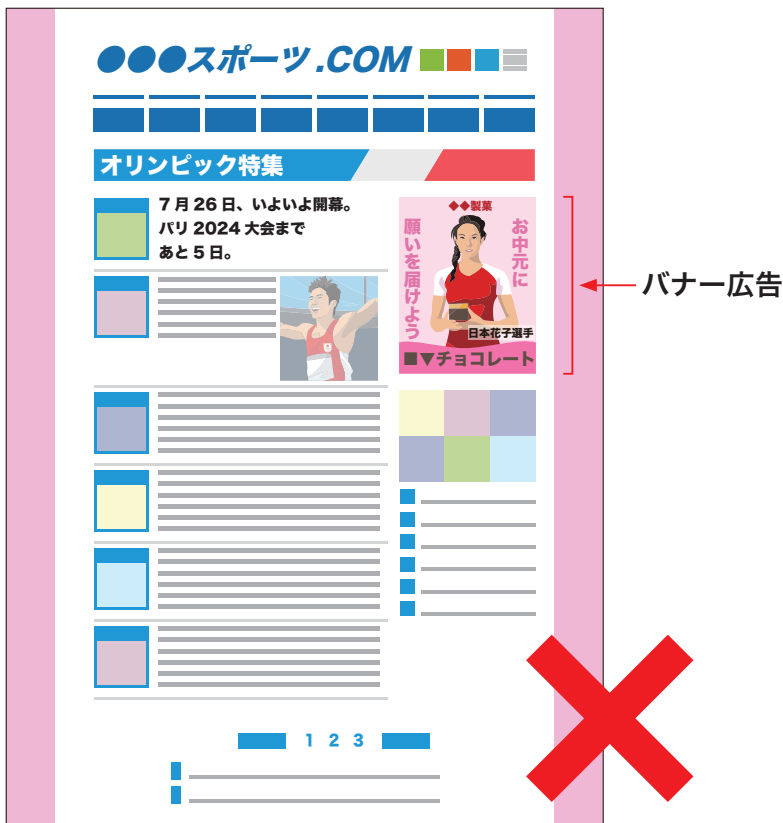 ●●●スポーツ.COM
オリンピック特集
7月26日、いよいよ開幕。
パリ2024大会まで
あと5日。
◆◆製菓
お中元に
願いを届けよう
日本花子選手
■▼チョコレート
バナー広告
1 2 3